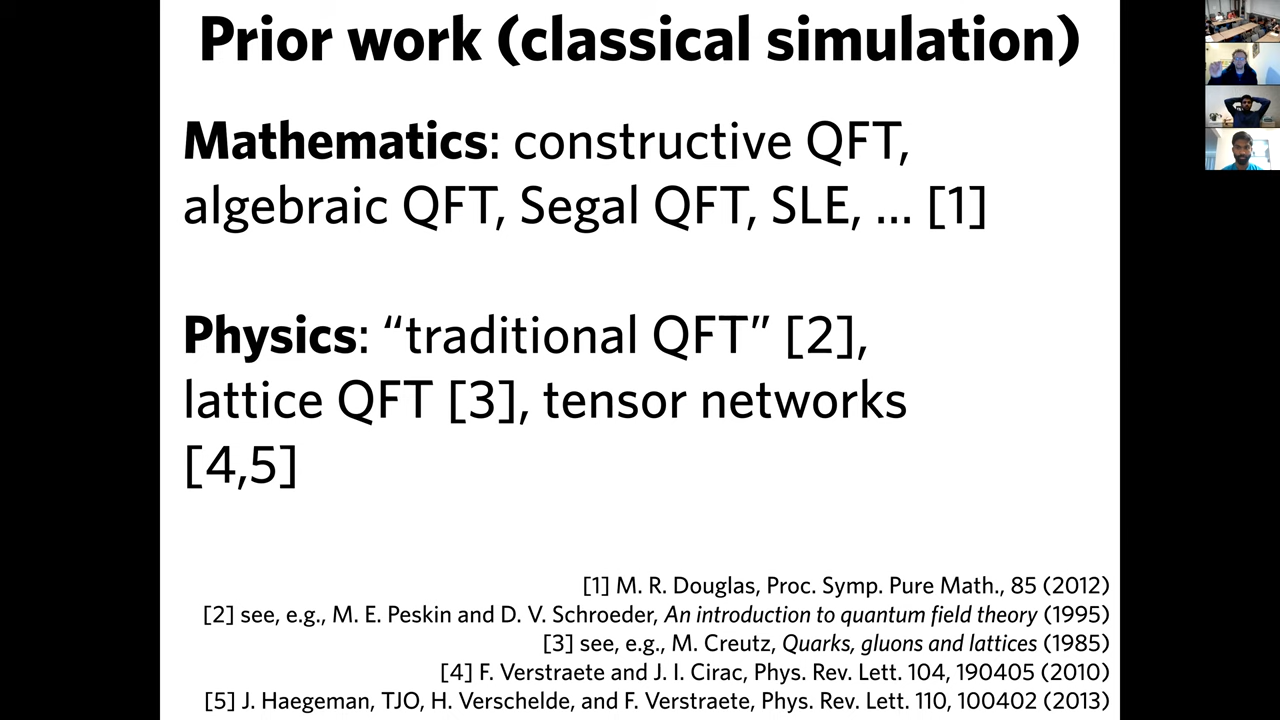 Prior work (classical simulation)
Mathematics: constructive QFT,
algebraic QFT, Segal QFT, SLE, ... [1]
Physics: “traditional QFT” [2],
lattice QFT [3], tensor networks
[4,5]
[1] M. R. Douglas, Proc. Symp. Pure Math., 85 (2012)
[2] see, e.g., M. E. Peskin and D. V. Schroeder, An introduction to quantum field theory (1995)
[3] see, e.g., M. Creutz, Quarks, gluons and lattices (1985)
[4] F. Verstraete and J. I. Cirac, Phys. Rev. Lett. 104, 190405 (2010)
[5] J. Haegeman, TJO, H. Verschelde, and F. Verstraete, Phys. Rev. Lett. 110, 100402 (2013)